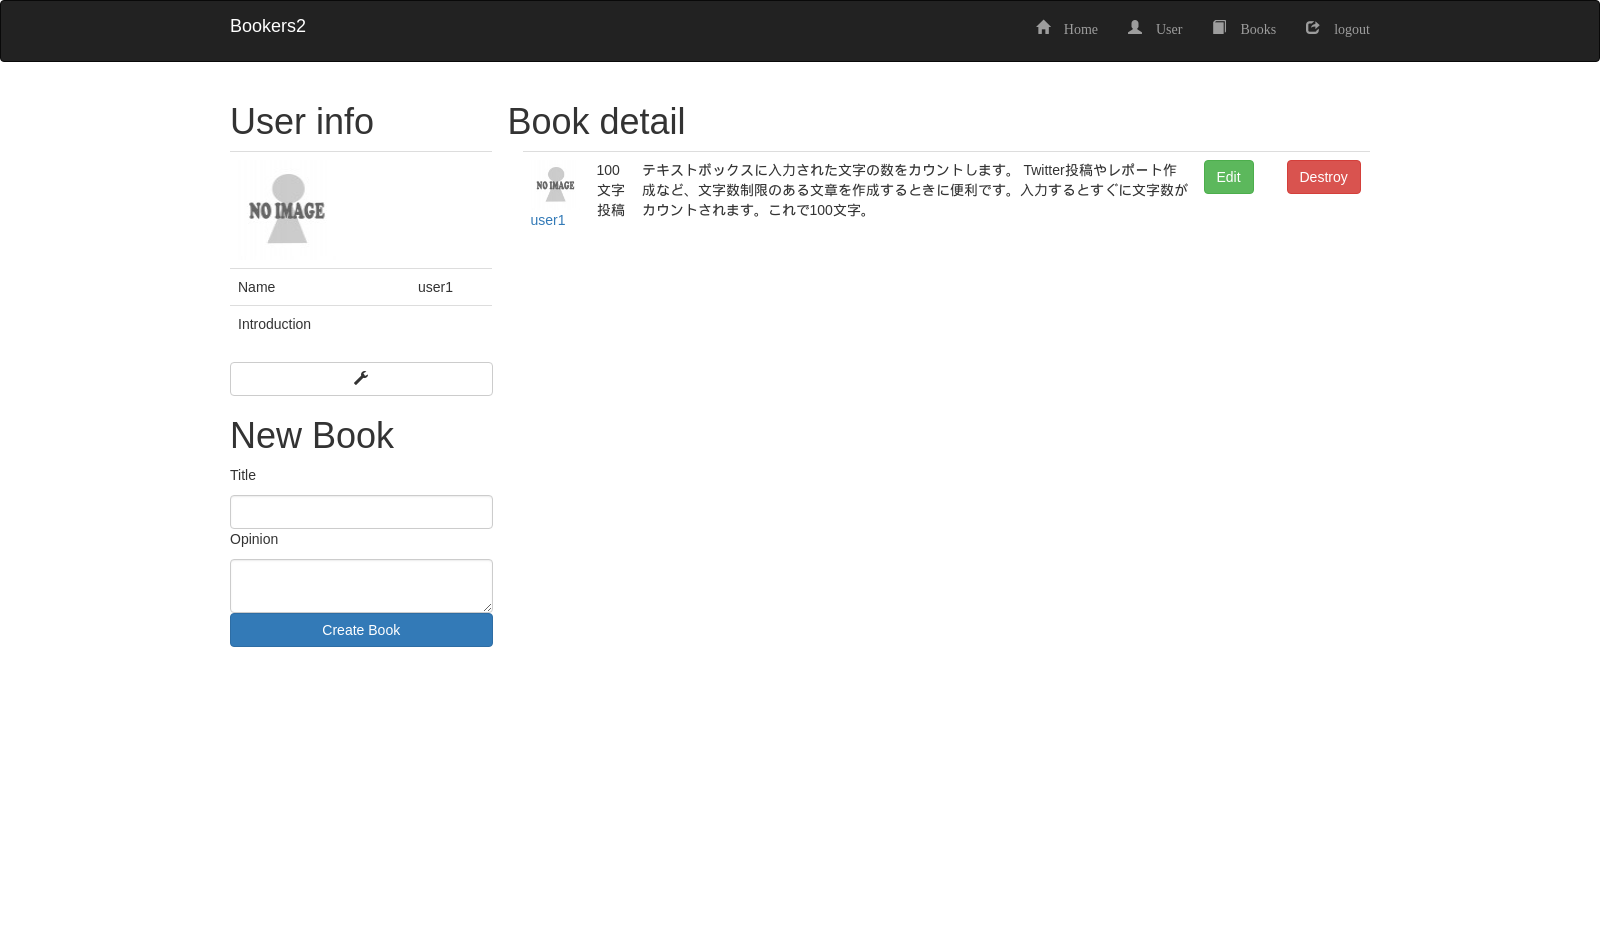 Bookers2
Home
User
Books
logout
User info
NO IMAGE
Name user1
Introduction
New Book
Title
Opinion
Create Book
Book detail
NO IMAGE
user1
100
文字
投稿
テキストボックスに入力された文字の数をカウントします。 Twitter投稿やレポート作
成など、文字数制限のある文章を作成するときに便利です。入力するとすぐに文字数が
カウントされます。これで100文字。
Edit
Destroy